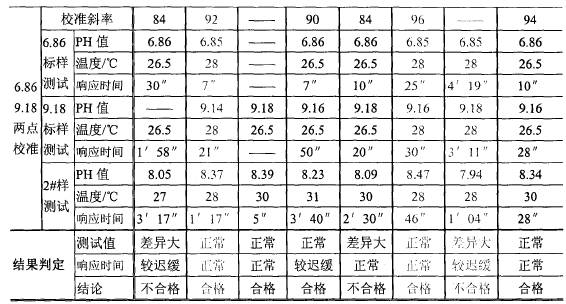 校准斜率 84 92 —— 90 84 96 —— 94
6.86 9.18 两点校准
6.86 标样测试 PH 值 6.86 6.85 —— 6.86 6.86 6.85 6.85 6.86
温度/℃ 26.5 28 —— 26.5 26.5 28 28 26.5
响应时间 30″ 7″ —— 7″ 10″ 25″ 4′ 19″ 10″
9.18 标样测试 PH 值 —— 9.14 9.18 9.16 9.18 9.16 9.18 9.16
温度/℃ 26.5 28 26.5 26.5 26.5 28 28 26.5
响应时间 1′ 58″ 21″ —— 50″ 20″ 30″ 3′ 11″ 28″
2#样测试 PH 值 8.05 8.37 8.39 8.23 8.09 8.47 7.94 8.34
温度/℃ 27 28 30 31 30 28 28 30
响应时间 3′ 17″ 1′ 17″ 5″ 3′ 40″ 2′ 30″ 46″ 1′ 04″ 28″
结果判定 测试值 差异大 正常 正常 正常 差异大 正常 差异大 正常
响应时间 较迟缓 正常 正常 较迟缓 正常 正常 较迟缓 正常
结论 不合格 合格 合格 不合格 不合格 合格 不合格 合格